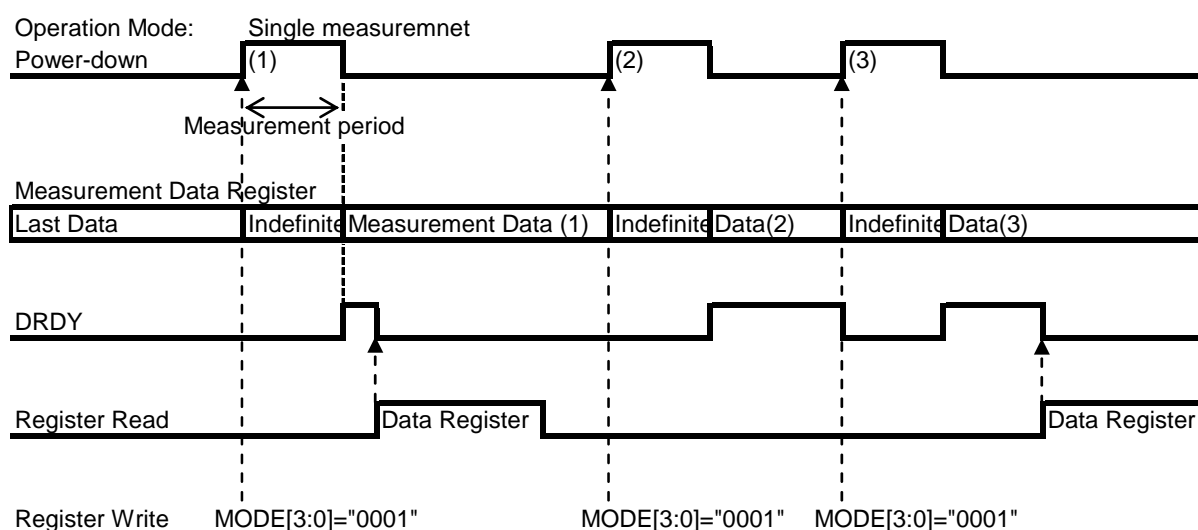 Operation Mode: Single measuremnet
Power-down (1) (2) (3)
Measurement period
Measurement Data Register
Last Data Indefinite Measurement Data (1) Indefinite Data(2) Indefinite Data(3)
DRDY
Register Read Data Register Data Register
Register Write MODE[3:0]="0001" MODE[3:0]="0001" MODE[3:0]="0001"